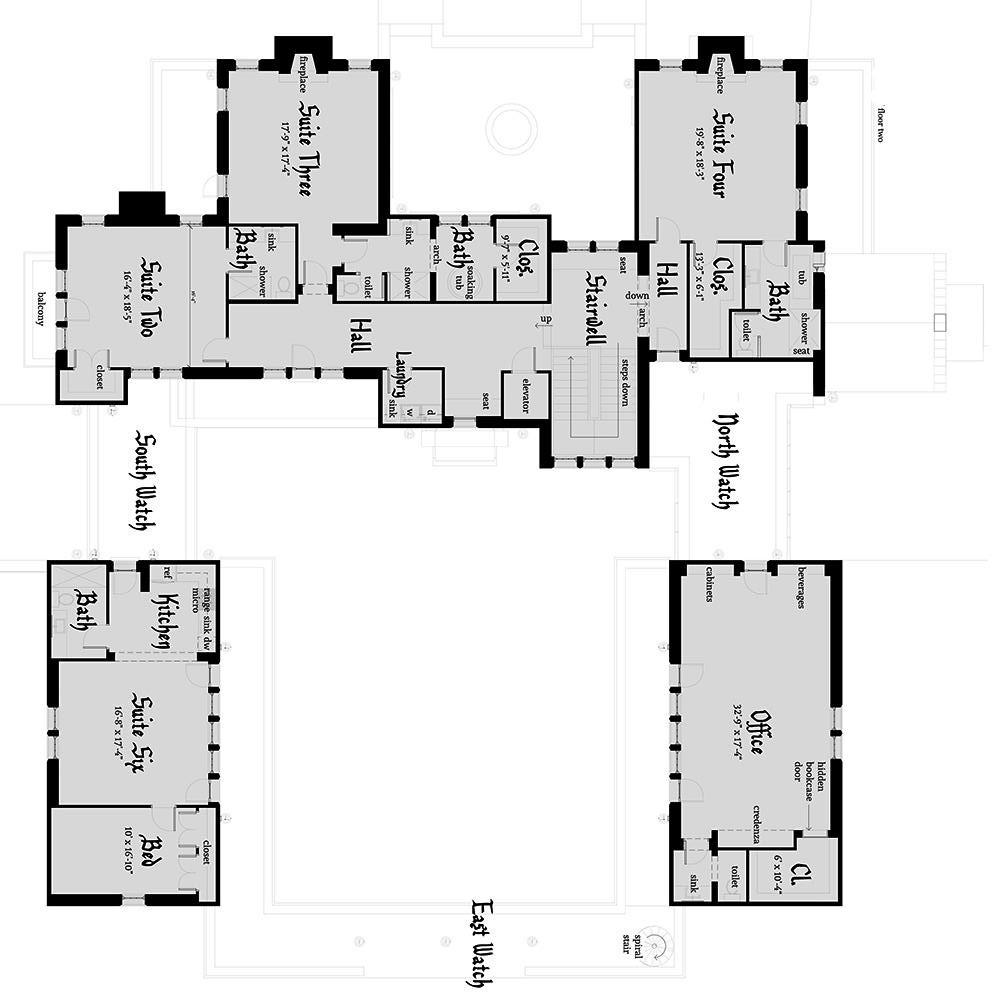 fireplace
Suite Three
17'-9" x 17'-4"
fireplace
Suite Four
19'-8" x 18'-3"
floor two
balcony
Suite Two
16'-4" x 18'-5"
closet
sink
Bath
shower
Hall
toilet
sink
shower
arch
Bath
soaking
tub
Clos.
9'-7" x 5'-11"
Laundry
sink
w
d
seat
elevator
up
Stairwell
steps down
seat
down
arch
Hall
Clos.
13'-3" x 6'-1"
Bath
tub
toilet
shower
seat
South Watch
North Watch
Bath
Kitchen
ref
range sink dw
micro
Suite Six
16'-8" x 17'-4"
Bed
10' x 16'-10"
closet
cabinets
beverages
Office
32'-9" x 17'-4"
hidden
bookcase
door
credenza
sink
toilet
Cl.
6' x 10'-4"
East Watch
spiral
stair